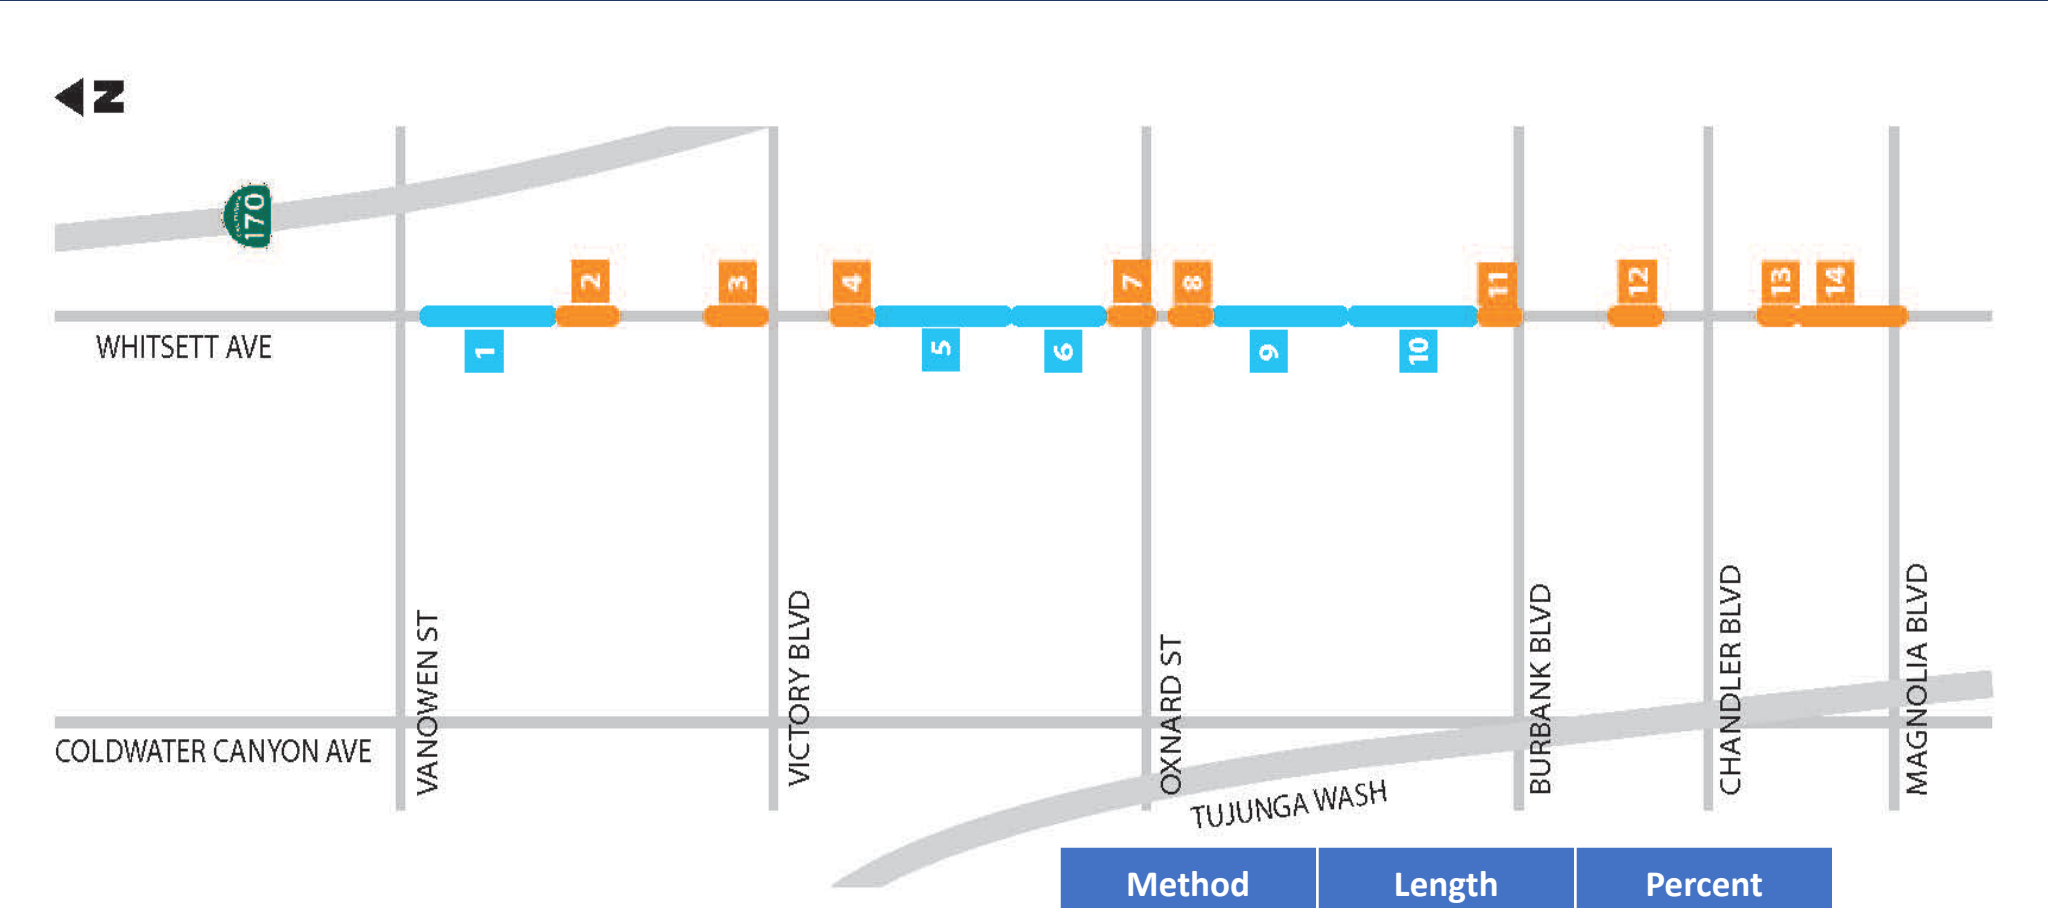 N
170
2
3
4
7
8
11
12
13
14
WHITSETT AVE
1
5
6
9
10
VANOWEN ST
VICTORY BLVD
OXNARD ST
BURBANK BLVD
CHANDLER BLVD
MAGNOLIA BLVD
COLDWATER CANYON AVE
TUJUNGA WASH
Method Length Percent